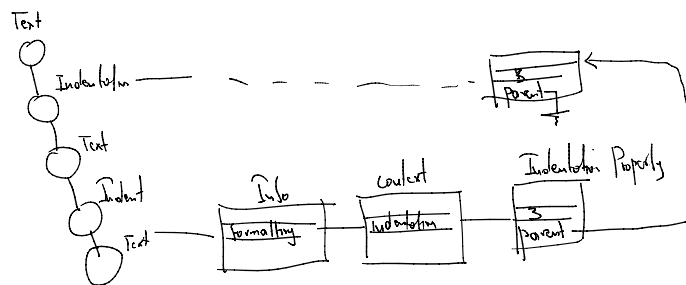 Text
Indentation
3
parent
Text
Indent
Text
Info
formatting
context
indentation
Indentation Property
3
parent